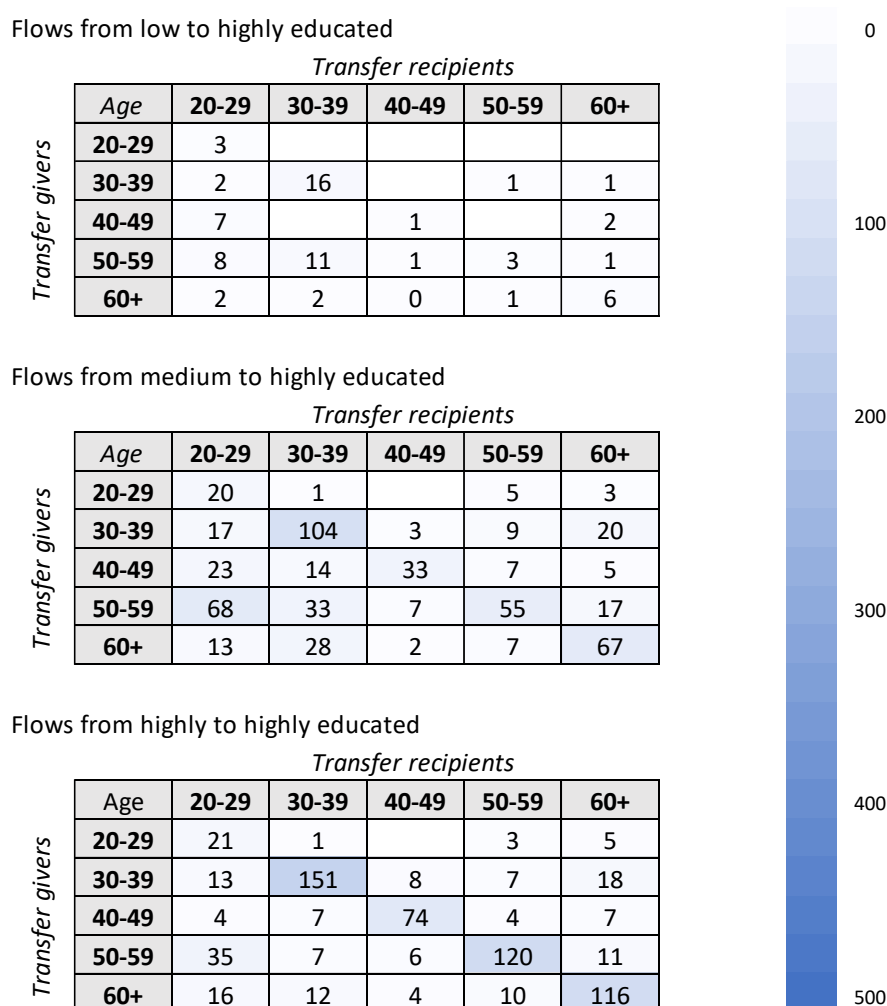 Flows from low to highly educated
Transfer recipients
Transfer givers
Age 20-29 30-39 40-49 50-59 60+
20-29 3
30-39 2 16 1 1
40-49 7 1 2
50-59 8 11 1 3 1
60+ 2 2 0 1 6
Flows from medium to highly educated
Transfer recipients
Transfer givers
Age 20-29 30-39 40-49 50-59 60+
20-29 20 1 5 3
30-39 17 104 3 9 20
40-49 23 14 33 7 5
50-59 68 33 7 55 17
60+ 13 28 2 7 67
Flows from highly to highly educated
Transfer recipients
Transfer givers
Age 20-29 30-39 40-49 50-59 60+
20-29 21 1 3 5
30-39 13 151 8 7 18
40-49 4 7 74 4 7
50-59 35 7 6 120 11
60+ 16 12 4 10 116
0
100
200
300
400
500